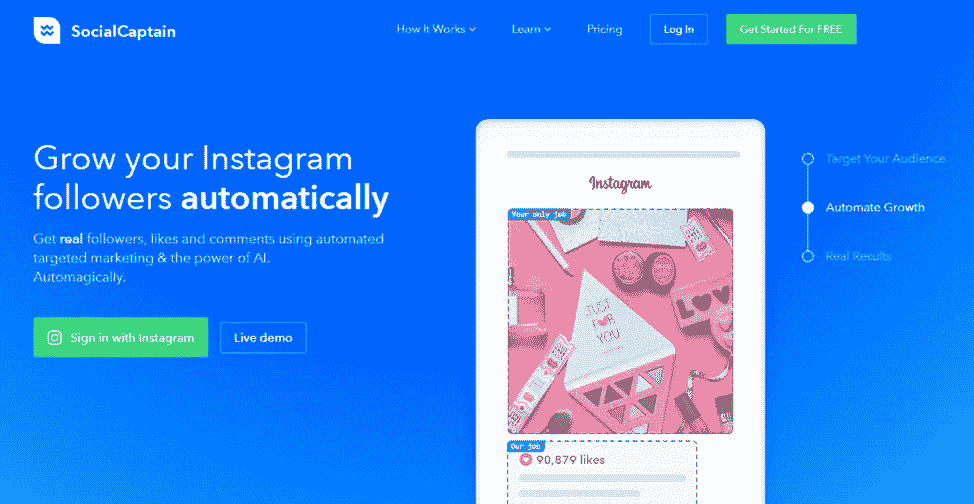 SocialCaptain
How it Works
Learn
Pricing
Log In
Get Started For FREE
Grow your Instagram
followers automatically
Get real followers, likes and comments using automated
targeted marketing & the power of AI.
Automagically.
Sign in with Instagram
Live demo
Instagram
Your only job
JUST
FOR
YOU
LOVE
Our job
90,879 likes
Target Your Audience
Automate Growth
Real Results